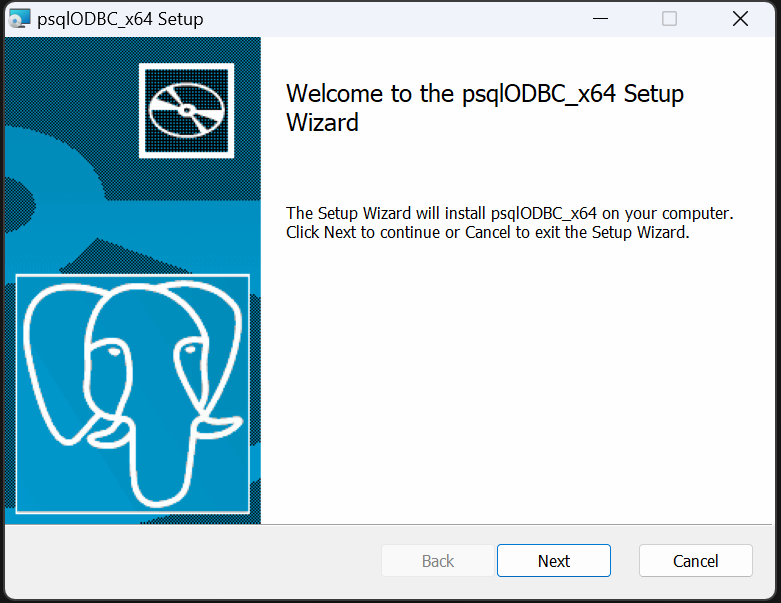 psqlODBC_x64 Setup
Welcome to the psqlODBC_x64 Setup
Wizard
The Setup Wizard will install psqlODBC_x64 on your computer.
Click Next to continue or Cancel to exit the Setup Wizard.
Back
Next
Cancel